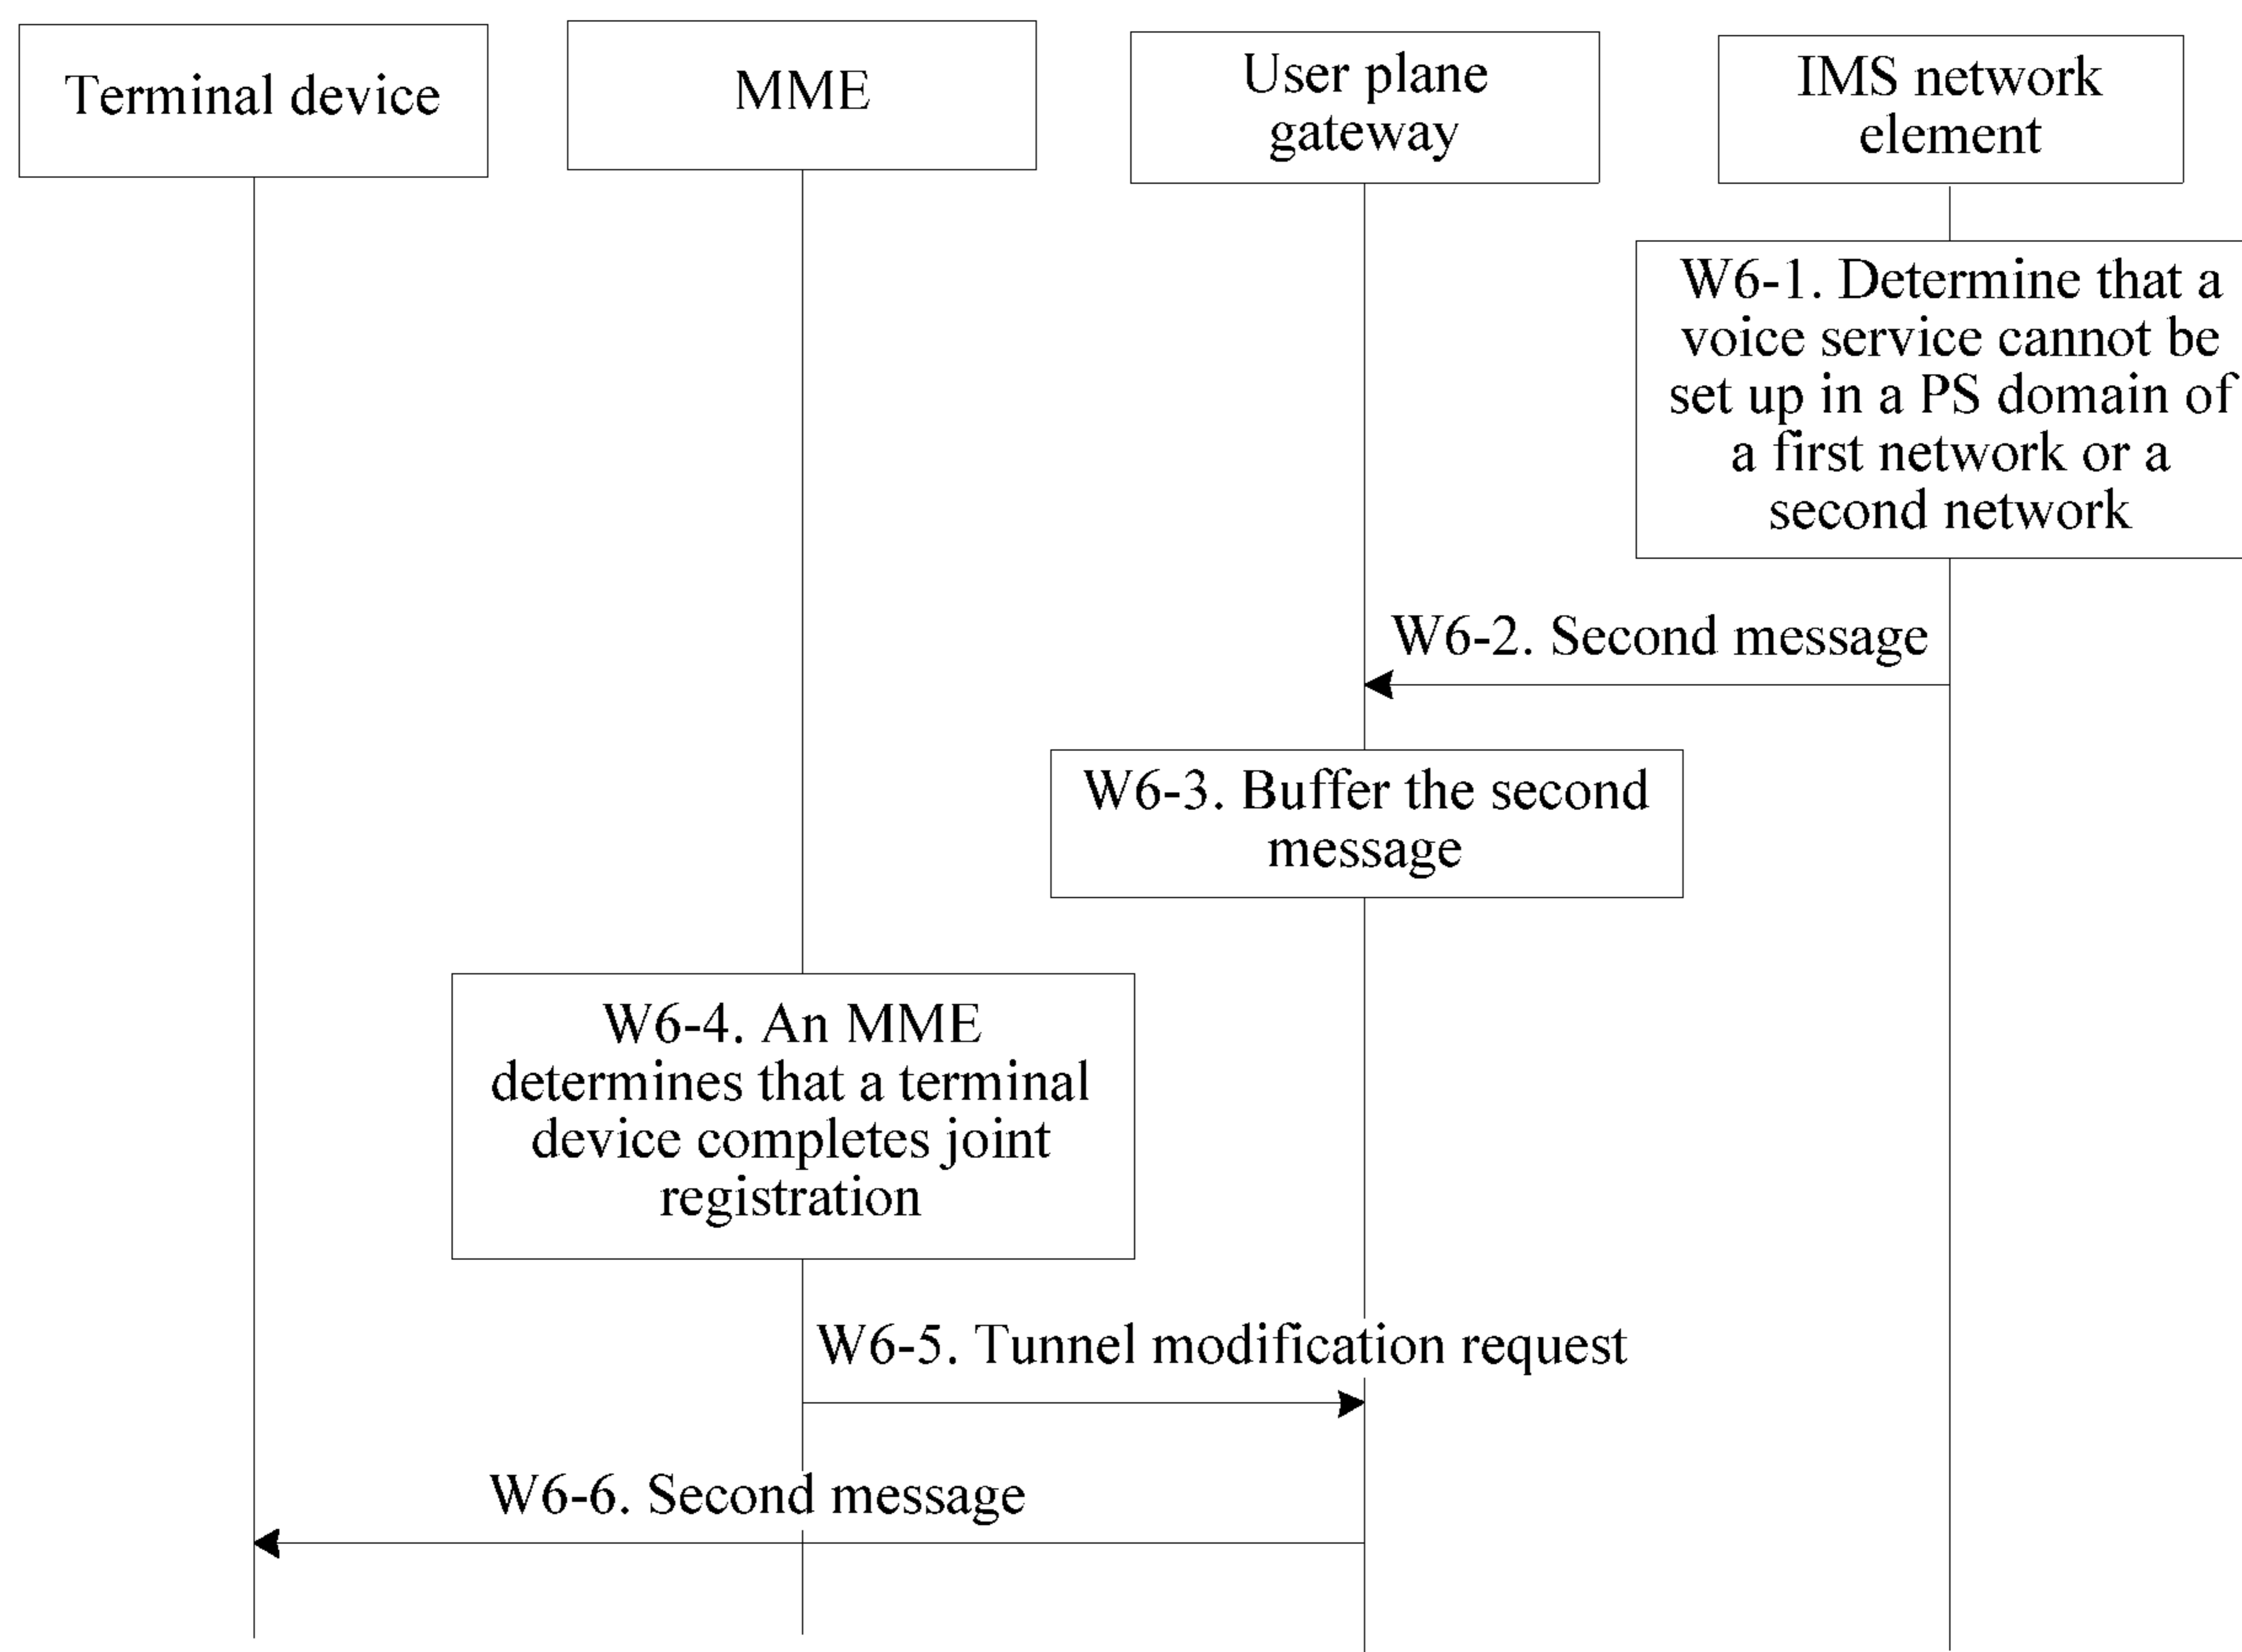 Terminal device
MME
User plane
gateway
IMS network
element
W6-1. Determine that a
voice service cannot be
set up in a PS domain of
a first network or a
second network
W6-2. Second message
W6-3. Buffer the second
message
W6-4. An MME
determines that a terminal
device completes joint
registration
W6-5. Tunnel modification request
W6-6. Second message